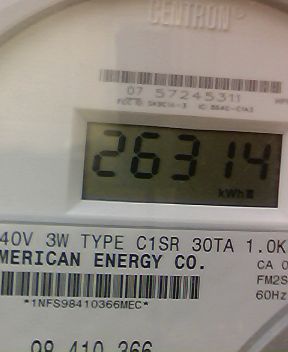 CENTRON®
07 57245311
26314
kWh
40V 3W TYPE C1SR 30TA 1.0K
MERICAN ENERGY CO.
CA 0
FM2S
60Hz
*1NFS98410366MEC*
98 410 366